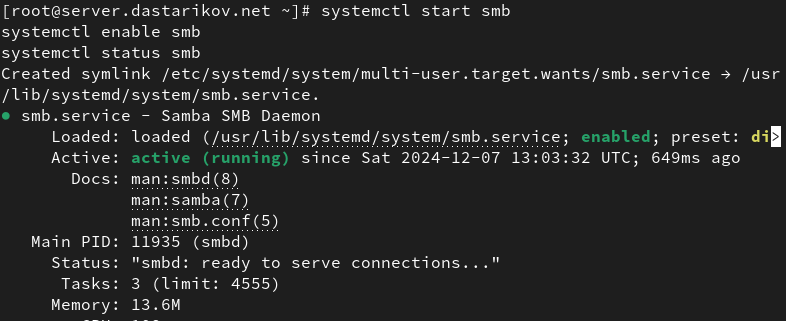 [root@server.dastarikov.net ~]# systemctl start smb
systemctl enable smb
systemctl status smb
Created symlink /etc/systemd/system/multi-user.target.wants/smb.service → /usr
/lib/systemd/system/smb.service.
● smb.service - Samba SMB Daemon
Loaded: loaded (/usr/lib/systemd/system/smb.service; enabled; preset: di>
Active: active (running) since Sat 2024-12-07 13:03:32 UTC; 649ms ago
Docs: man:smbd(8)
man:samba(7)
man:smb.conf(5)
Main PID: 11935 (smbd)
Status: "smbd: ready to serve connections..."
Tasks: 3 (limit: 4555)
Memory: 13.6M